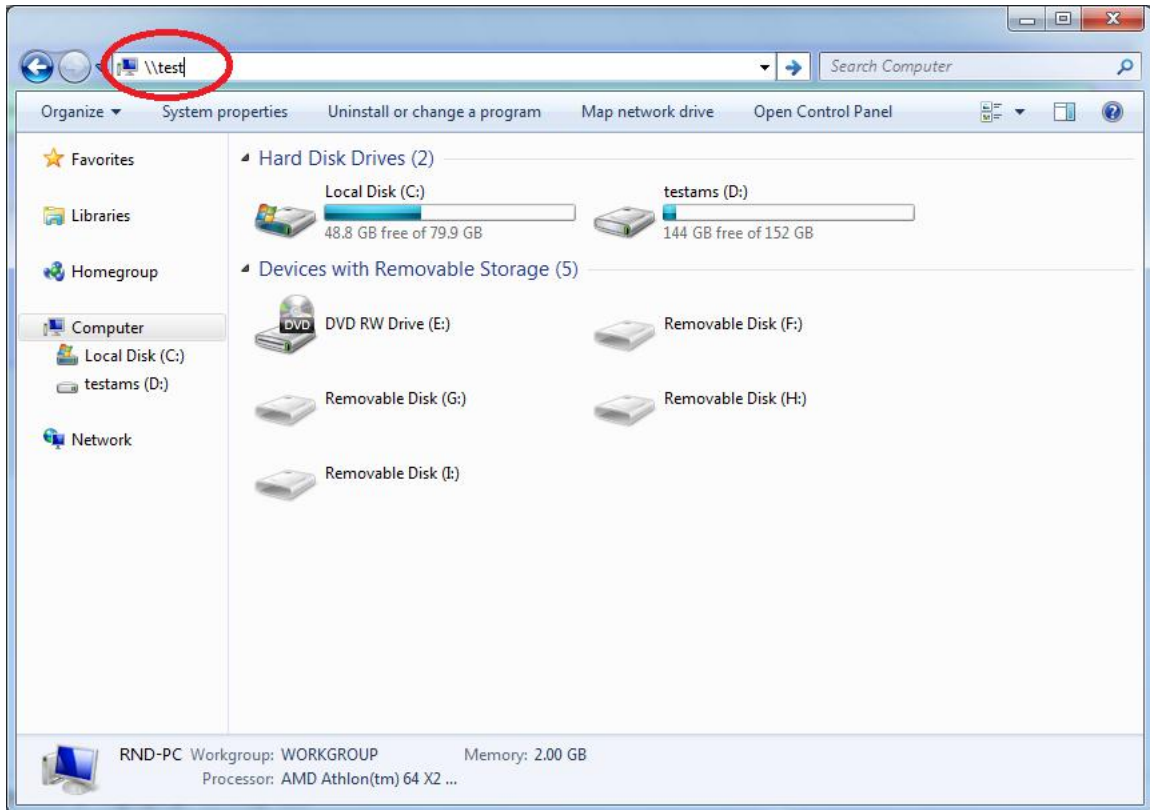 \\test
Search Computer
Organize
System properties
Uninstall or change a program
Map network drive
Open Control Panel
Favorites
Libraries
Homegroup
Computer
Local Disk (C:)
testams (D:)
Network
Hard Disk Drives (2)
Local Disk (C:)
48.8 GB free of 79.9 GB
testams (D:)
144 GB free of 152 GB
Devices with Removable Storage (5)
DVD
DVD RW Drive (E:)
Removable Disk (F:)
Removable Disk (G:)
Removable Disk (H:)
Removable Disk (I:)
RND-PC Workgroup: WORKGROUP Memory: 2.00 GB
Processor: AMD Athlon(tm) 64 X2 ...